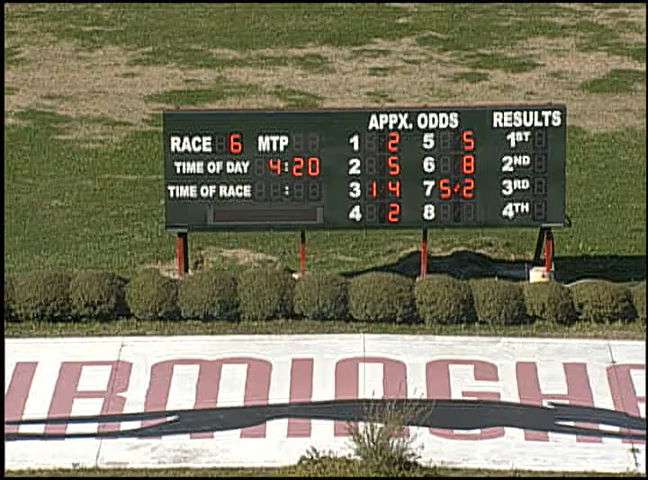 APPX. ODDS RESULTS
RACE 6 MTP 1 2 5 5 1ST
TIME OF DAY 4:20 2 5 6 8 2ND
TIME OF RACE : 3 14 7 5-2 3RD
4 2 8 4TH
IRMINGH